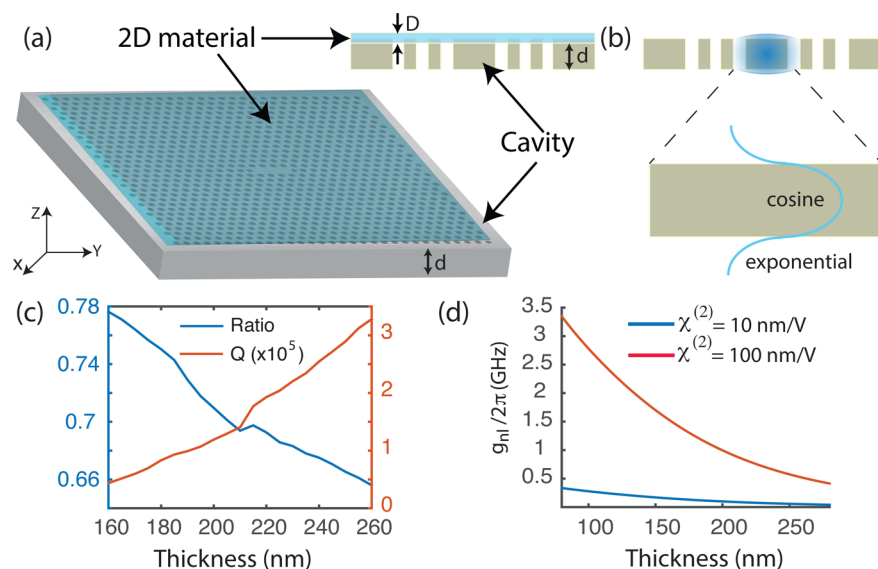 (a)
2D material
D
d
(b)
Cavity
Z
Y
X
d
cosine
exponential
(c)
0.78
0.74
0.7
0.66
Ratio
Q (x10⁵)
3
2
1
0
160 180 200 220 240 260
Thickness (nm)
(d)
3.5
3
2.5
2
1.5
1
0.5
g_nl/2π (GHz)
χ⁽²⁾= 10 nm/V
χ⁽²⁾= 100 nm/V
100 150 200 250
Thickness (nm)